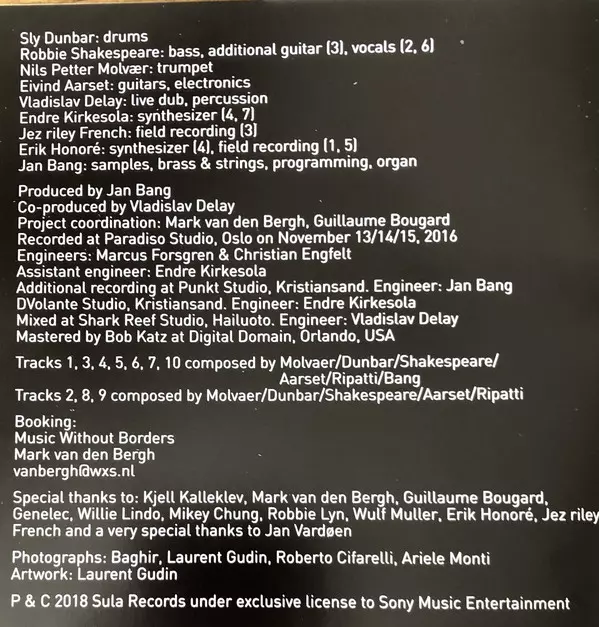 Sly Dunbar: drums
Robbie Shakespeare: bass, additional guitar (3), vocals (2, 6)
Nils Petter Molvær: trumpet
Eivind Aarset: guitars, electronics
Vladislav Delay: live dub, percussion
Endre Kirkesola: synthesizer (4, 7)
Jez riley French: field recording (3)
Erik Honoré: synthesizer (4), field recording (1, 5)
Jan Bang: samples, brass & strings, programming, organ
Produced by Jan Bang
Co-produced by Vladislav Delay
Project coordination: Mark van den Bergh, Guillaume Bougard
Recorded at Paradiso Studio, Oslo on November 13/14/15, 2016
Engineers: Marcus Forsgren & Christian Engfelt
Assistant engineer: Endre Kirkesola
Additional recording at Punkt Studio, Kristiansand. Engineer: Jan Bang
DVolante Studio, Kristiansand. Engineer: Endre Kirkesola
Mixed at Shark Reef Studio, Hailuoto. Engineer: Vladislav Delay
Mastered by Bob Katz at Digital Domain, Orlando, USA
Tracks 1, 3, 4, 5, 6, 7, 10 composed by Molvaer/Dunbar/Shakespeare/
Aarset/Ripatti/Bang
Tracks 2, 8, 9 composed by Molvaer/Dunbar/Shakespeare/Aarset/Ripatti
Booking:
Music Without Borders
Mark van den Bergh
vanbergh@wxs.nl
Special thanks to: Kjell Kalleklev, Mark van den Bergh, Guillaume Bougard,
Genelec, Willie Lindo, Mikey Chung, Robbie Lyn, Wulf Muller, Erik Honoré, Jez riley
French and a very special thanks to Jan Vardøen
Photographs: Baghir, Laurent Gudin, Roberto Cifarelli, Ariele Monti
Artwork: Laurent Gudin
P & C 2018 Sula Records under exclusive license to Sony Music Entertainment